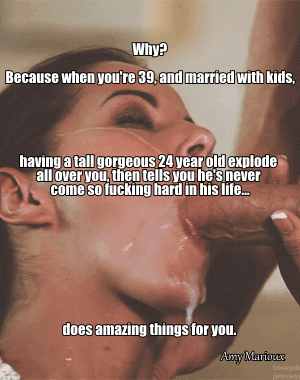 Why?
Because when you're 39, and married with kids,
having a tall gorgeous 24 year old explode
all over you, then tells you he's never
come so fucking hard in his life...
does amazing things for you.
Amy Marioux